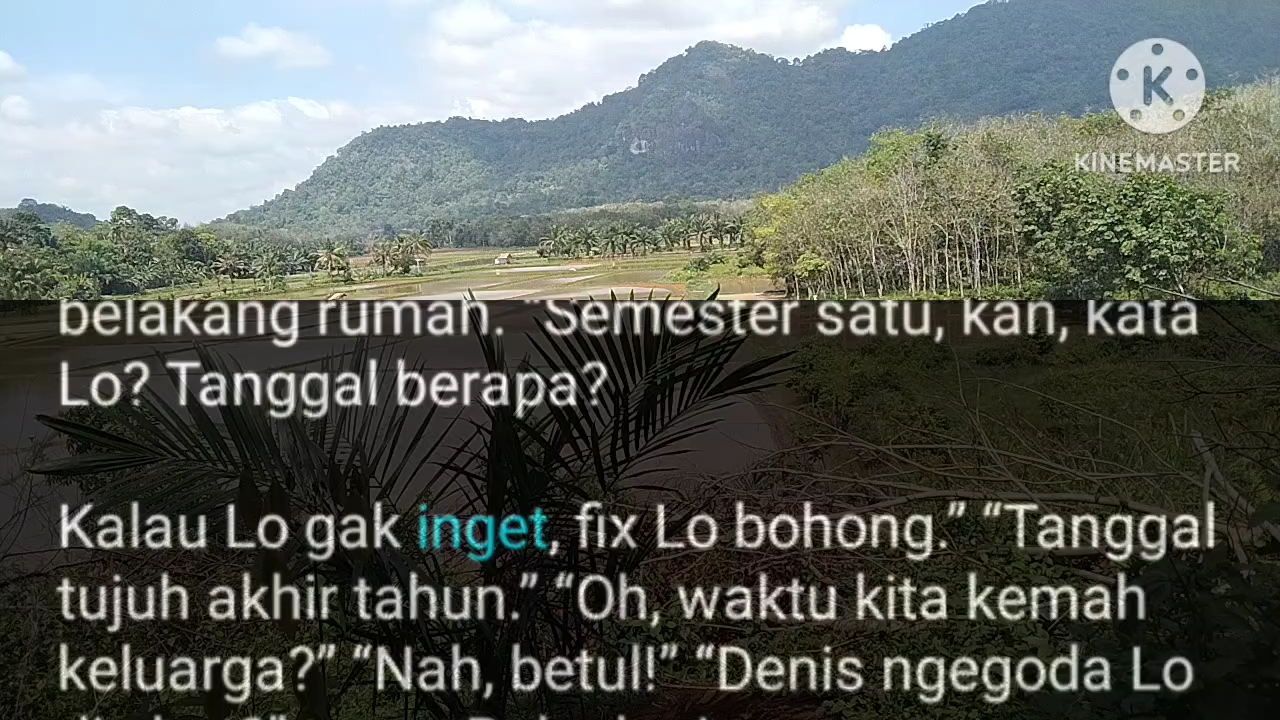 K
KINEMASTER
belakang rumah. “Semester satu, kan, kata
Lo? Tanggal berapa?
Kalau Lo gak inget, fix Lo bohong.” “Tanggal
tujuh akhir tahun.” “Oh, waktu kita kemah
keluarga?” “Nah, betul!” “Denis ngegoda Lo